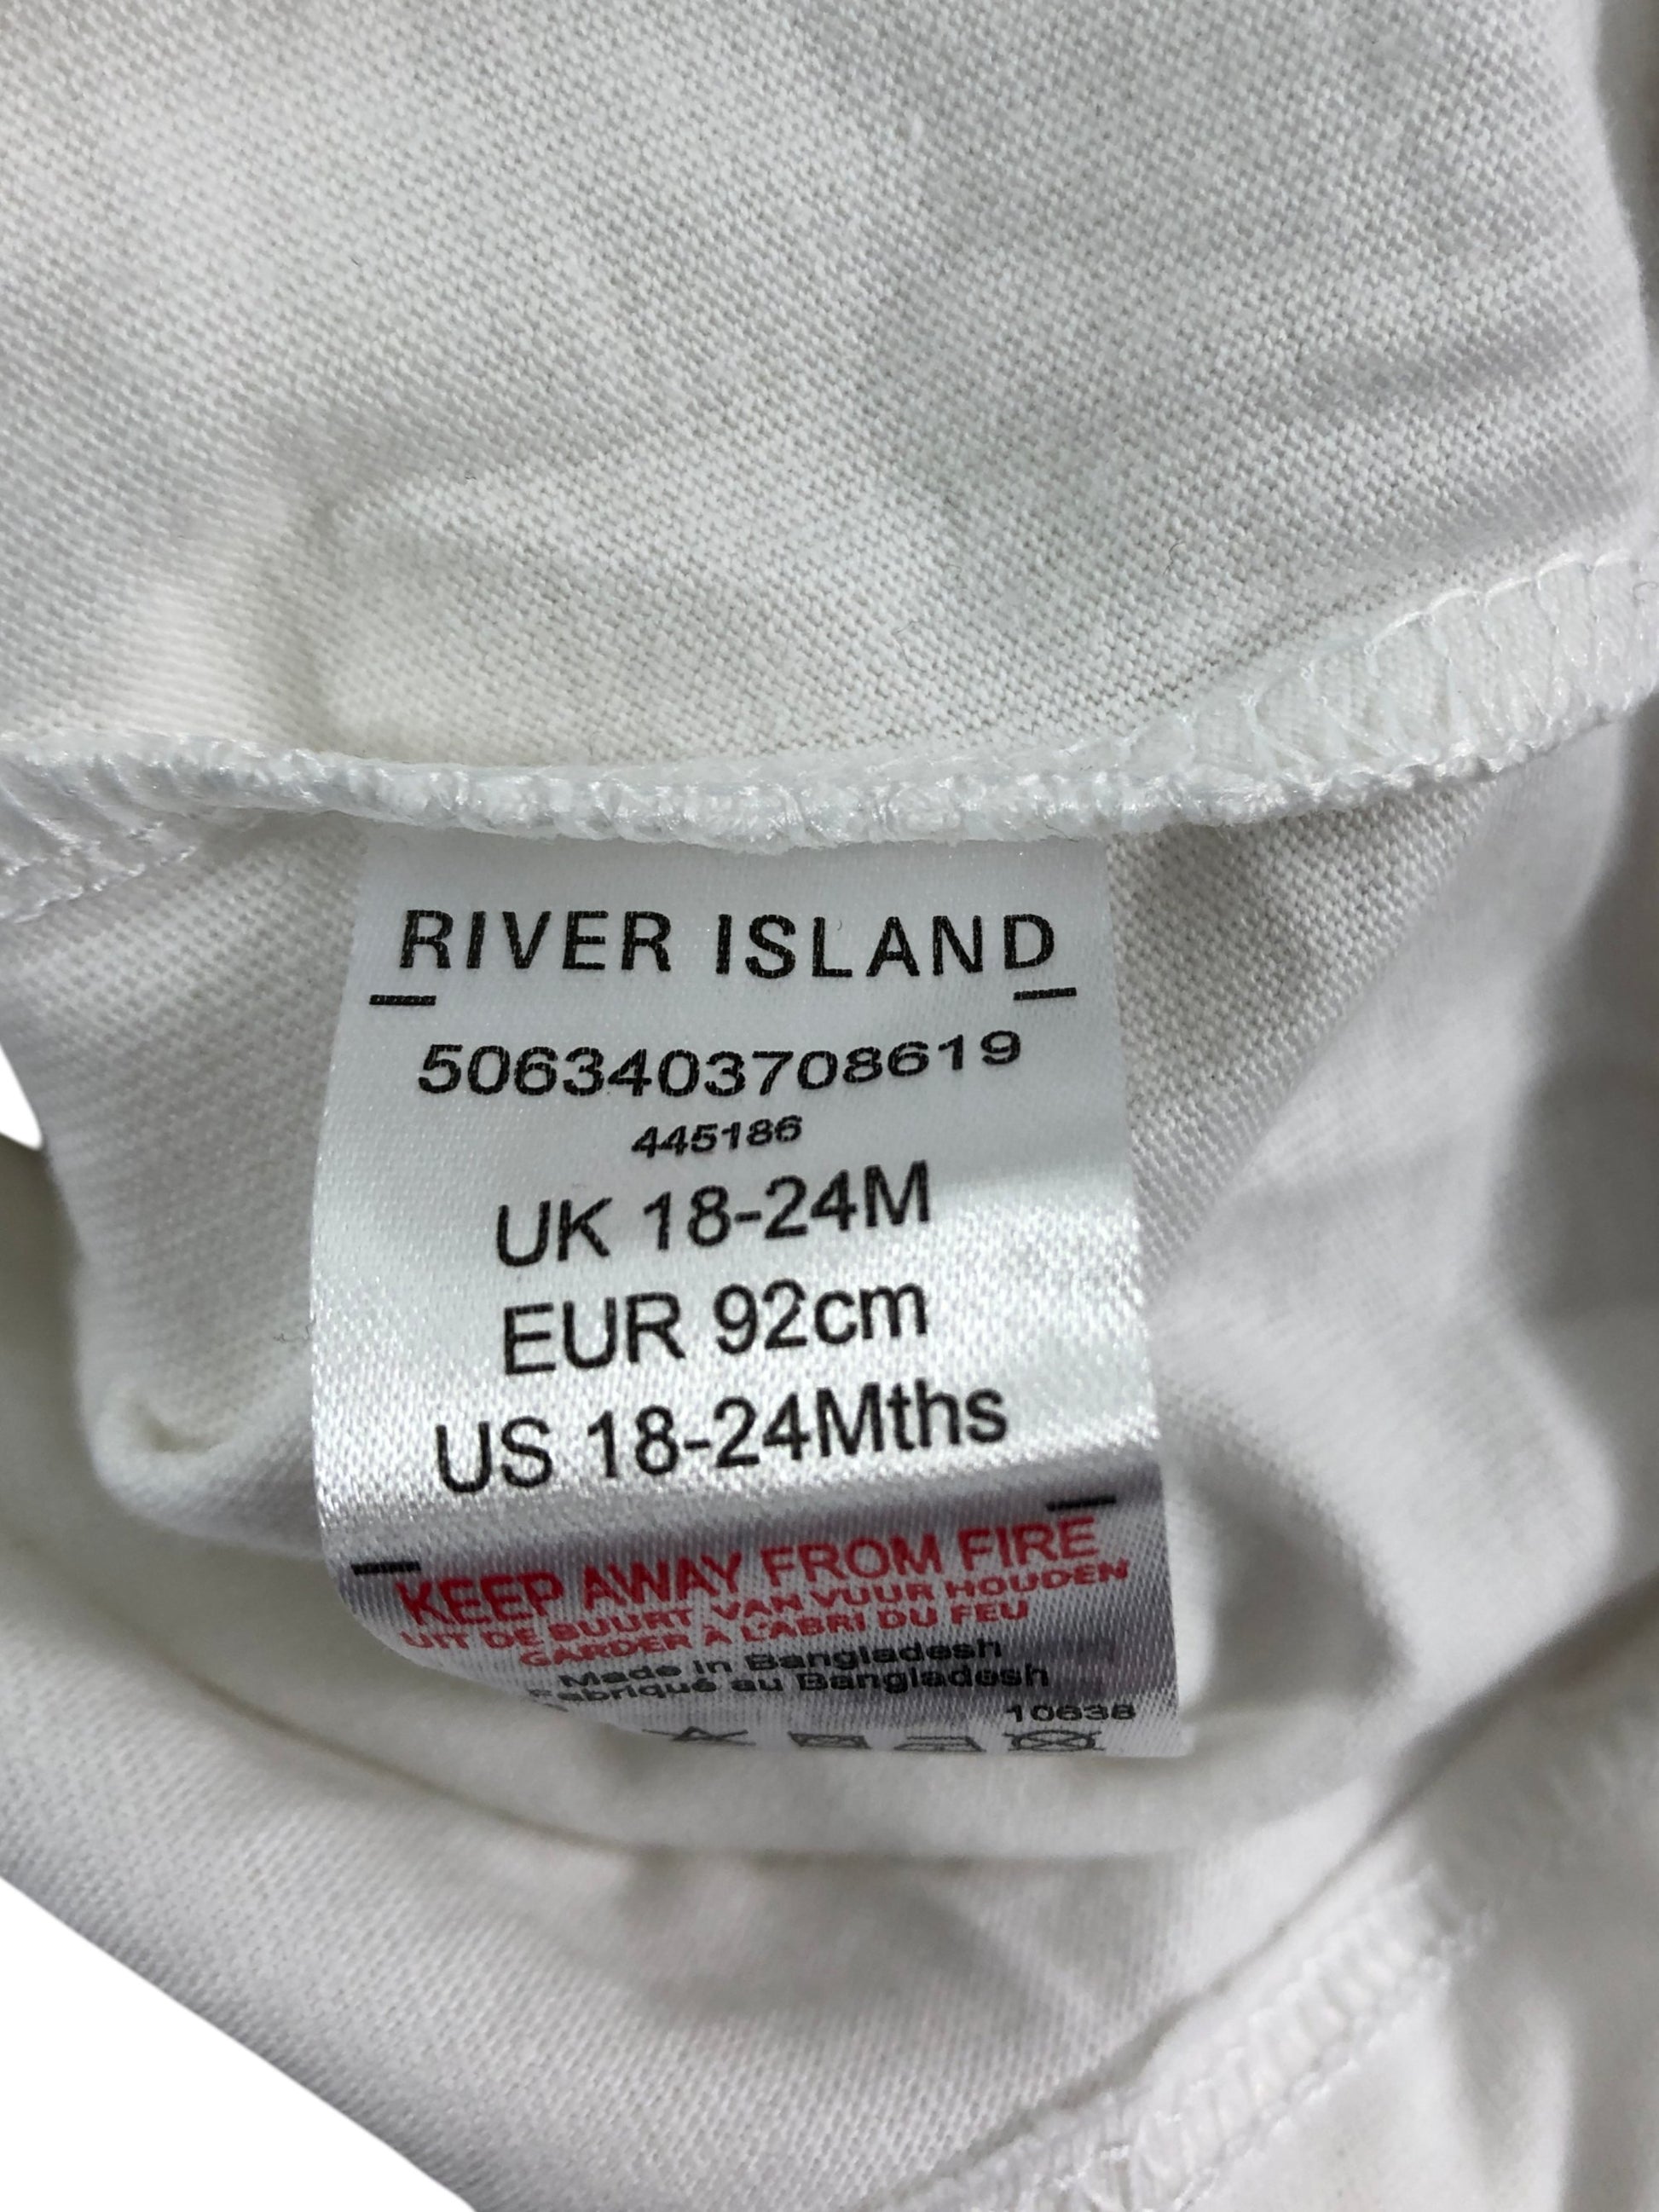 RIVER ISLAND
5063403708619
445186
UK 18-24M
EUR 92cm
US 18-24Mths
KEEP AWAY FROM FIRE
UIT DE BUURT VAN VUUR HOUDEN
GARDER À L'ABRI DU FEU
Made in Bangladesh
Fabriqué au Bangladesh
10638